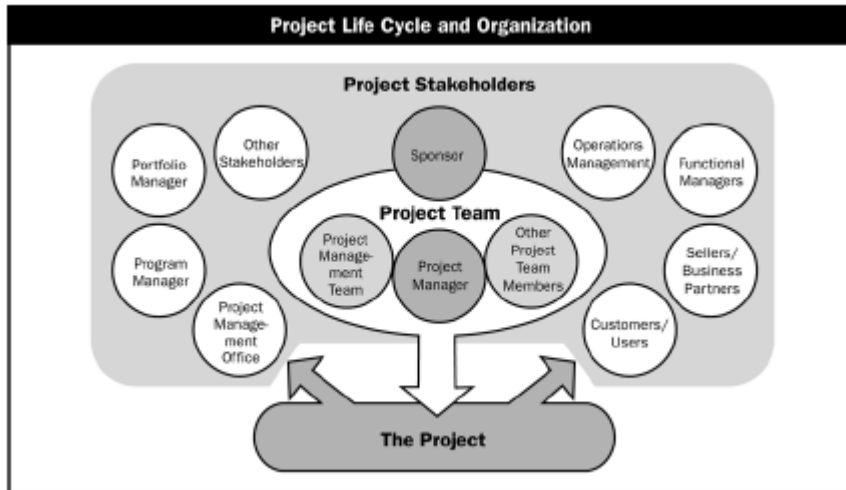 Project Life Cycle and Organization
Project Stakeholders
Portfolio
Manager
Other
Stakeholders
Sponsor
Operations
Management
Functional
Managers
Project Team
Program
Manager
Project
Manage-
ment
Team
Project
Manager
Other
Project
Team
Members
Sellers/
Business
Partners
Project
Manage-
ment
Office
Customers/
Users
The Project